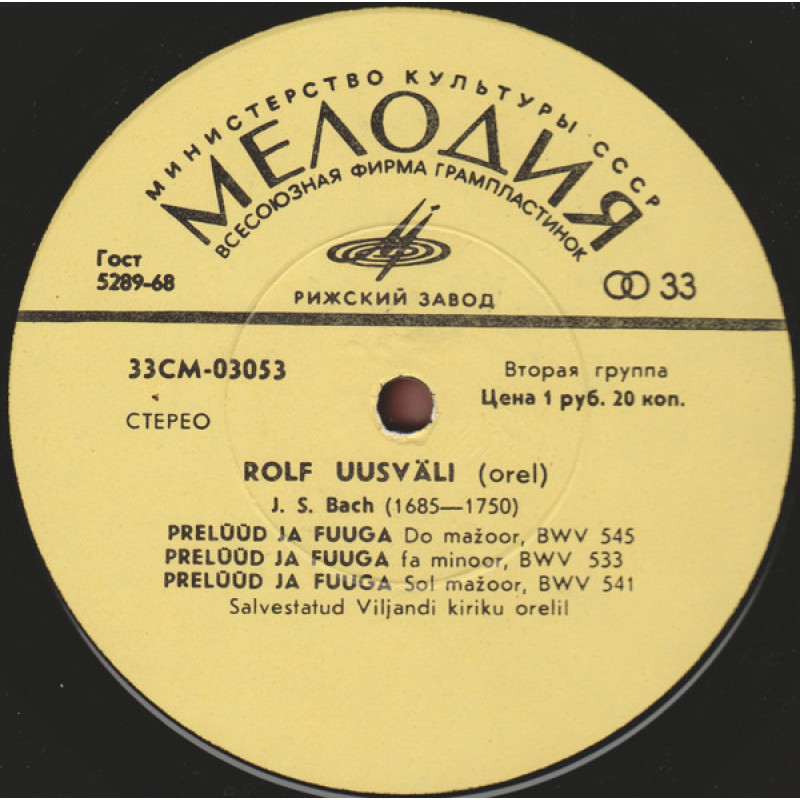 МИНИСТЕРСТВО КУЛЬТУРЫ СССР
МЕЛОДИЯ
ВСЕСОЮЗНАЯ ФИРМА ГРАМПЛАСТИНОК
Гост
5289-68
РИЖСКИЙ ЗАВОД
33
33СМ-03053
Вторая группа
Цена 1 руб. 20 коп.
СТЕРЕО
ROLF UUSVÄLI (orel)
J. S. Bach (1685—1750)
PRELÜÜD JA FUUGA Do mažoor, BWV 545
PRELÜÜD JA FUUGA fa minoor, BWV 533
PRELÜÜD JA FUUGA Sol mažoor, BWV 541
Salvestatud Viljandi kiriku orelil